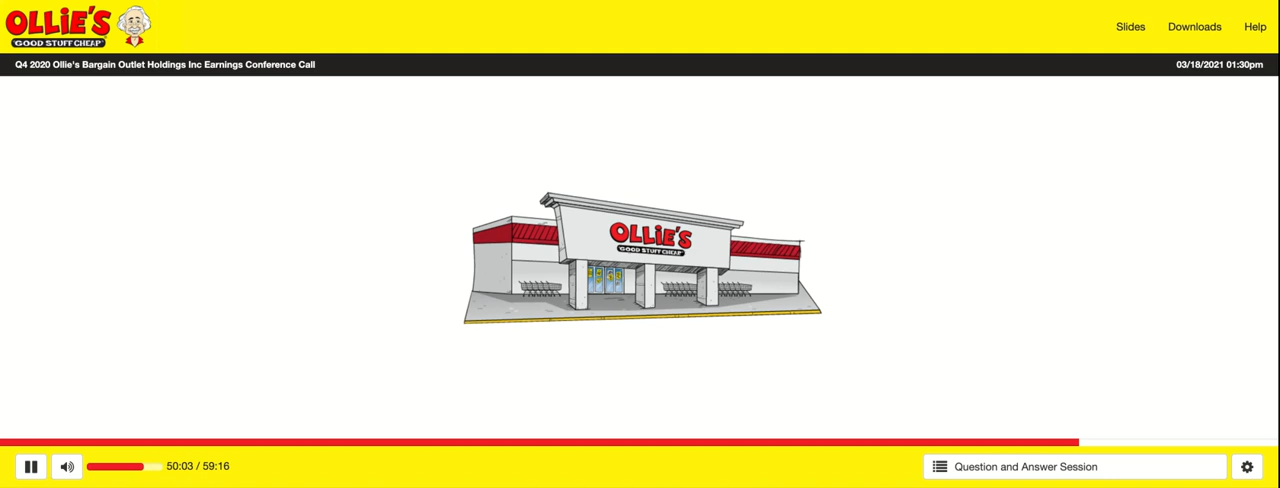 OLLiE'S
GOOD STUFF CHEAP
Slides Downloads Help
Q4 2020 Ollie's Bargain Outlet Holdings Inc Earnings Conference Call
03/18/2021 01:30pm
OLLiE'S
GOOD STUFF CHEAP
50:03 / 59:16
Question and Answer Session